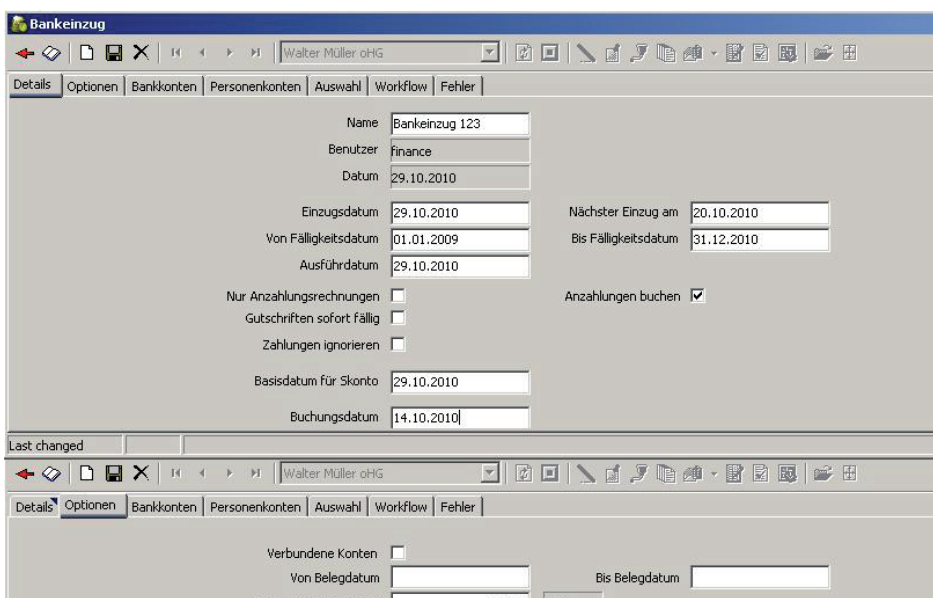 Bankeinzug
Walter Müller oHG
Details Optionen Bankkonten Personenkonten Auswahl Workflow Fehler
Name Bankeinzug 123
Benutzer finance
Datum 29.10.2010
Einzugsdatum 29.10.2010 Nächster Einzug am 20.10.2010
Von Fälligkeitsdatum 01.01.2009 Bis Fälligkeitsdatum 31.12.2010
Ausführdatum 29.10.2010
Nur Anzahlungsrechnungen Anzahlungen buchen
Gutschriften sofort fällig
Zahlungen ignorieren
Basisdatum für Skonto 29.10.2010
Buchungsdatum 14.10.2010
Last changed
Walter Müller oHG
Details Optionen Bankkonten Personenkonten Auswahl Workflow Fehler
Verbundene Konten
Von Belegdatum Bis Belegdatum